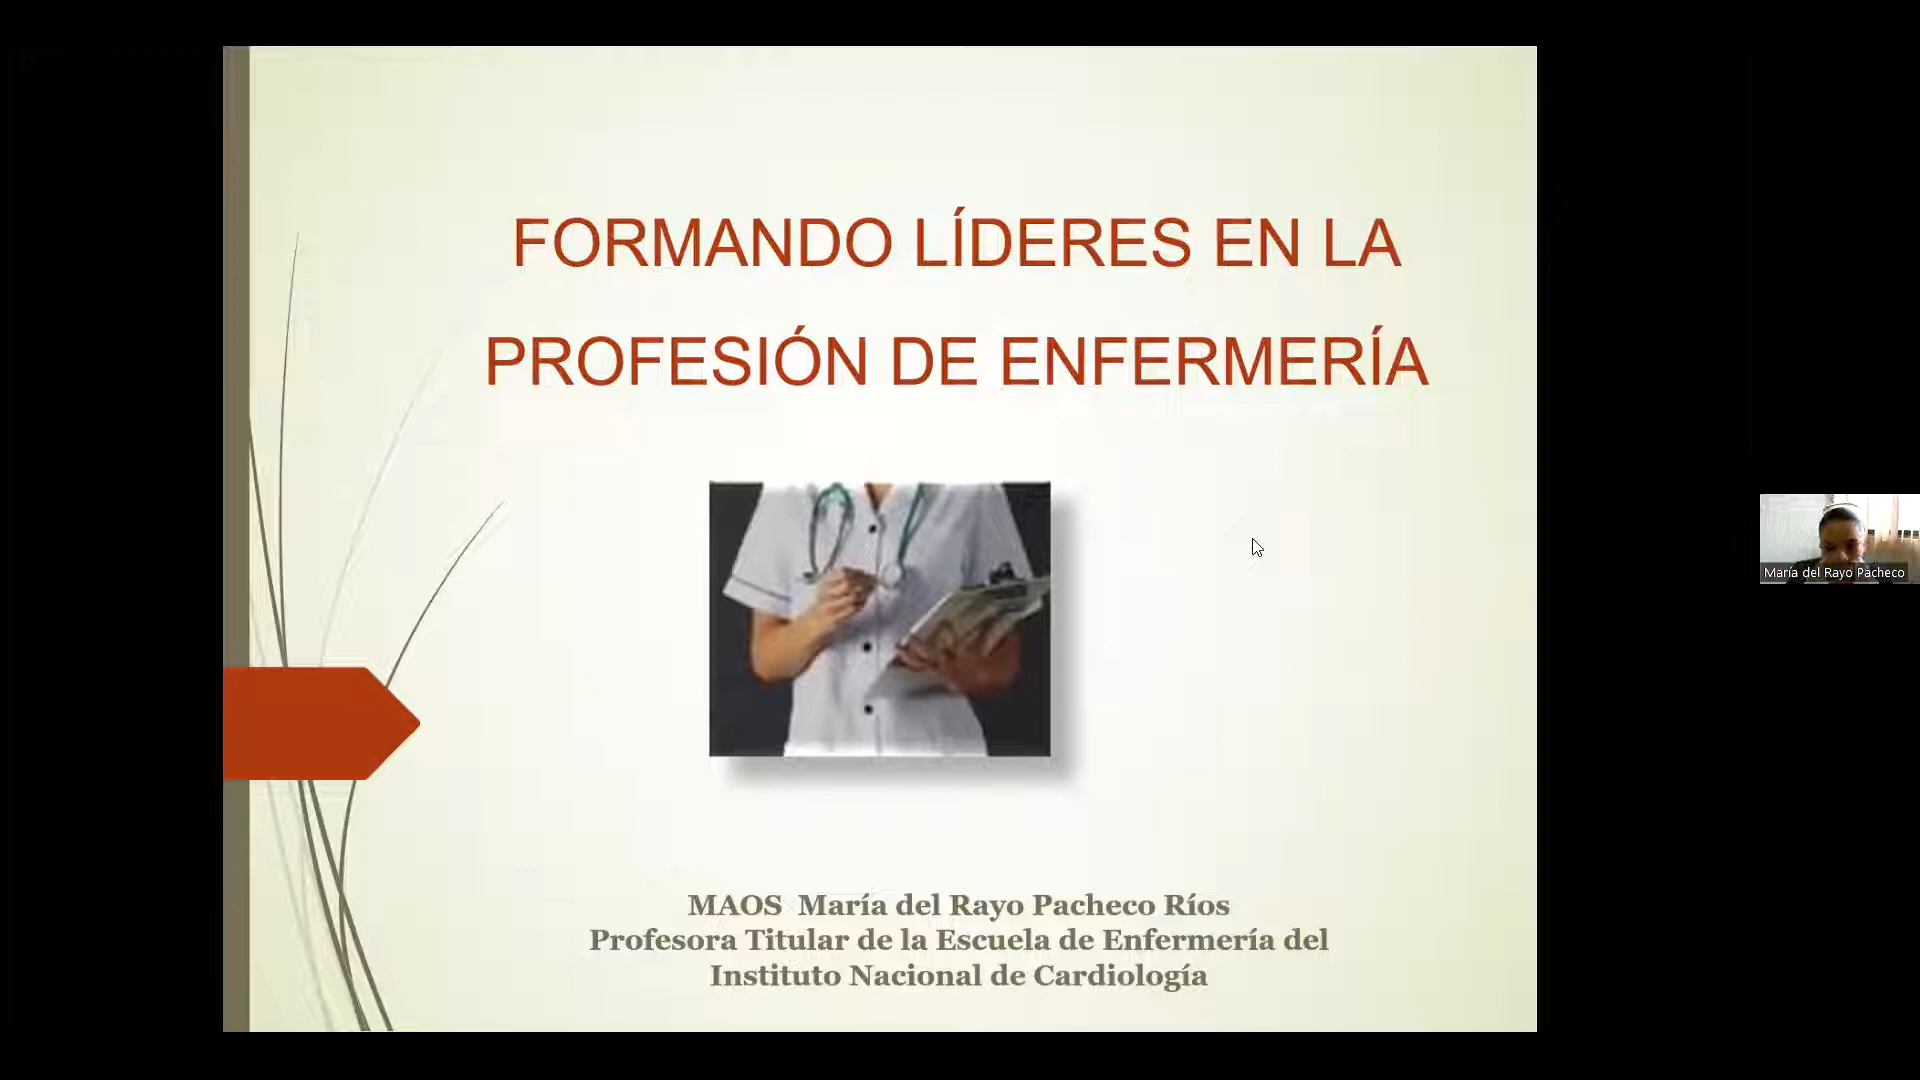 FORMANDO LÍDERES EN LA
PROFESIÓN DE ENFERMERÍA
MAOS María del Rayo Pacheco Ríos
Profesora Titular de la Escuela de Enfermería del
Instituto Nacional de Cardiología
María del Rayo Pacheco